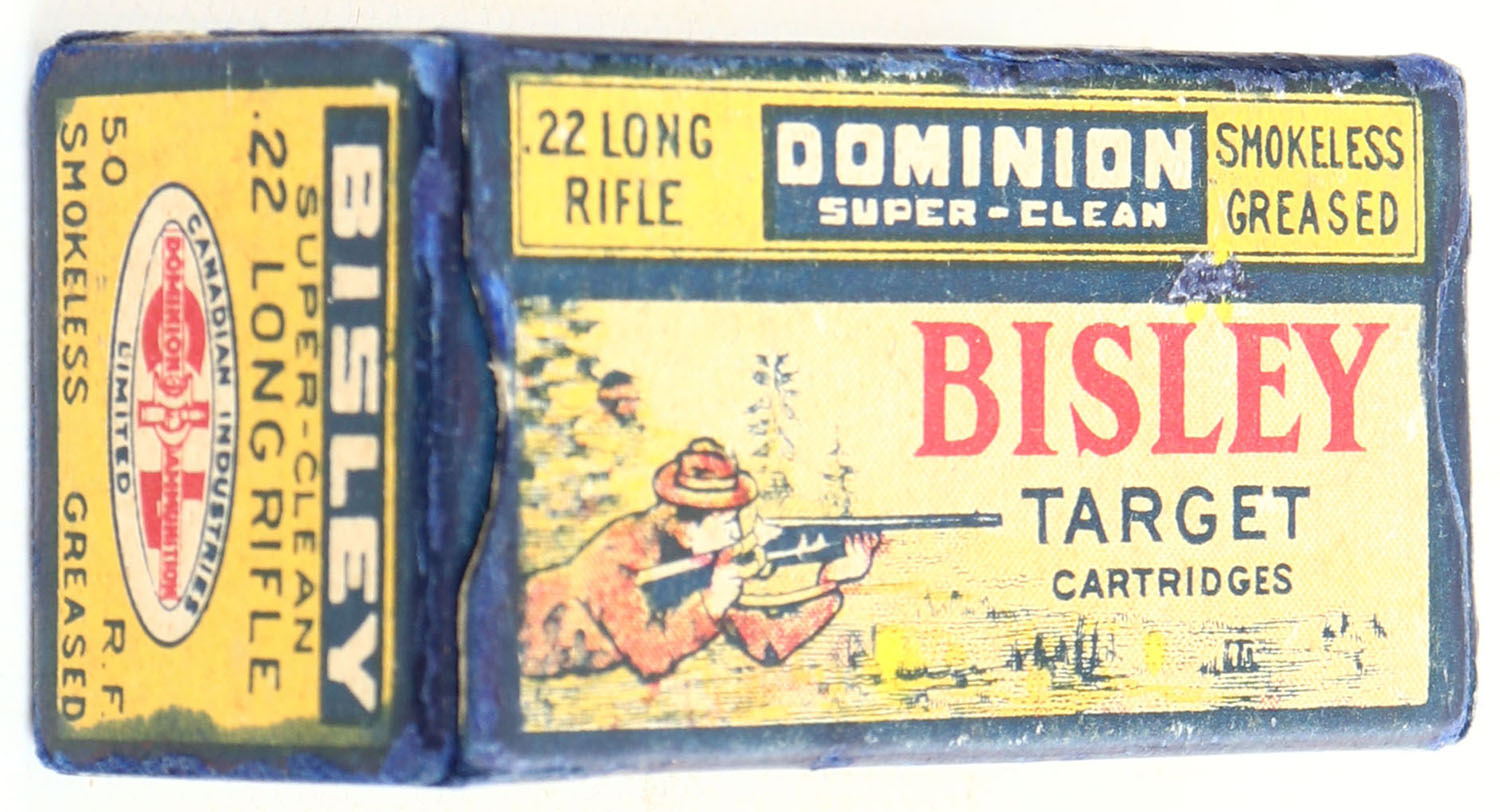 BISLEY
SUPER-CLEAN
.22 LONG RIFLE
CANADIAN INDUSTRIES
DOMINION AMMUNITION
LIMITED
50 R.F.
SMOKELESS GREASED
.22 LONG
RIFLE
DOMINION
SUPER-CLEAN
SMOKELESS
GREASED
BISLEY
TARGET
CARTRIDGES